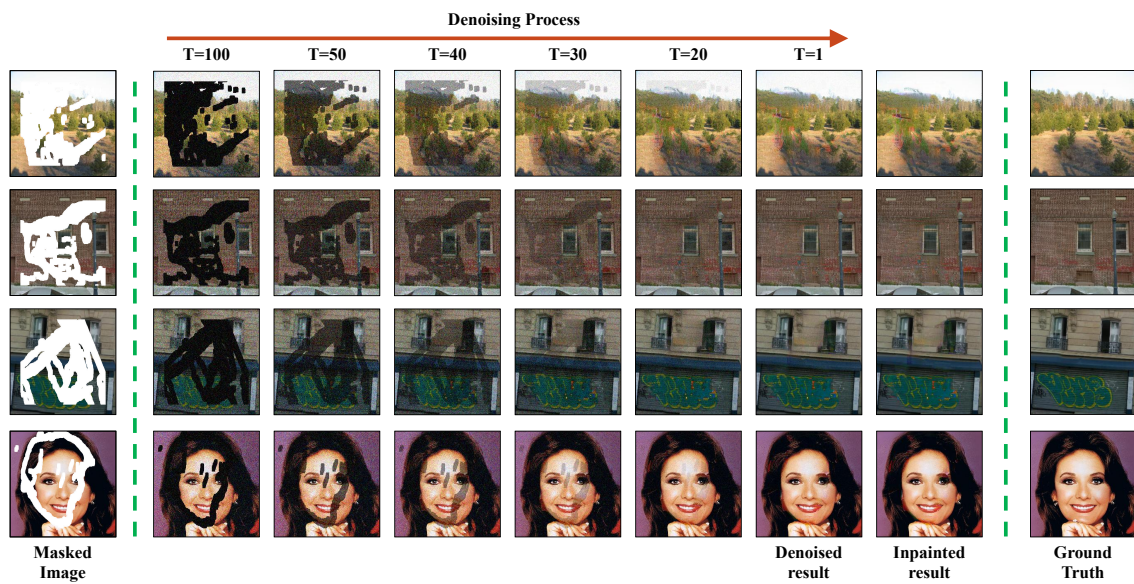 Denoising Process
T=100 T=50 T=40 T=30 T=20 T=1
Masked Image
Denoised result
Inpainted result
Ground Truth